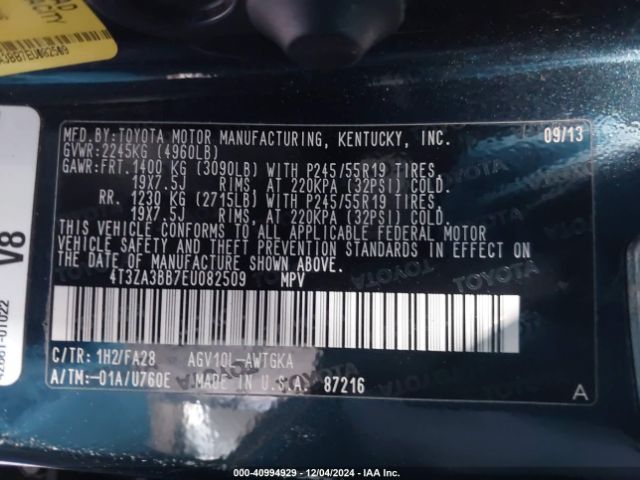 MFD.BY:TOYOTA MOTOR MANUFACTURING, KENTUCKY, INC. 09/13
GVWR:2245KG (4960LB)
GAWR:FRT. 1400 KG (3090LB) WITH P245/55R19 TIRES,
19X7.5J RIMS, AT 220KPA (32PSI) COLD.
RR. 1230 KG (2715LB) WITH P245/55R19 TIRES,
19X7.5J RIMS, AT 220KPA (32PSI) COLD.
THIS VEHICLE CONFORMS TO ALL APPLICABLE FEDERAL MOTOR
VEHICLE SAFETY AND THEFT PREVENTION STANDARDS IN EFFECT ON
THE DATE OF MANUFACTURE SHOWN ABOVE.
4T3ZA3BB7EU082509 MPV
C/TR: 1H2/FA28 AGV10L-AWTGKA
A/TM:-01A/U760E MADE IN U.S.A. 87216
A
V8
TOYOTA
TOYOTA
000-40994929 - 12/04/2024 - IAA Inc.